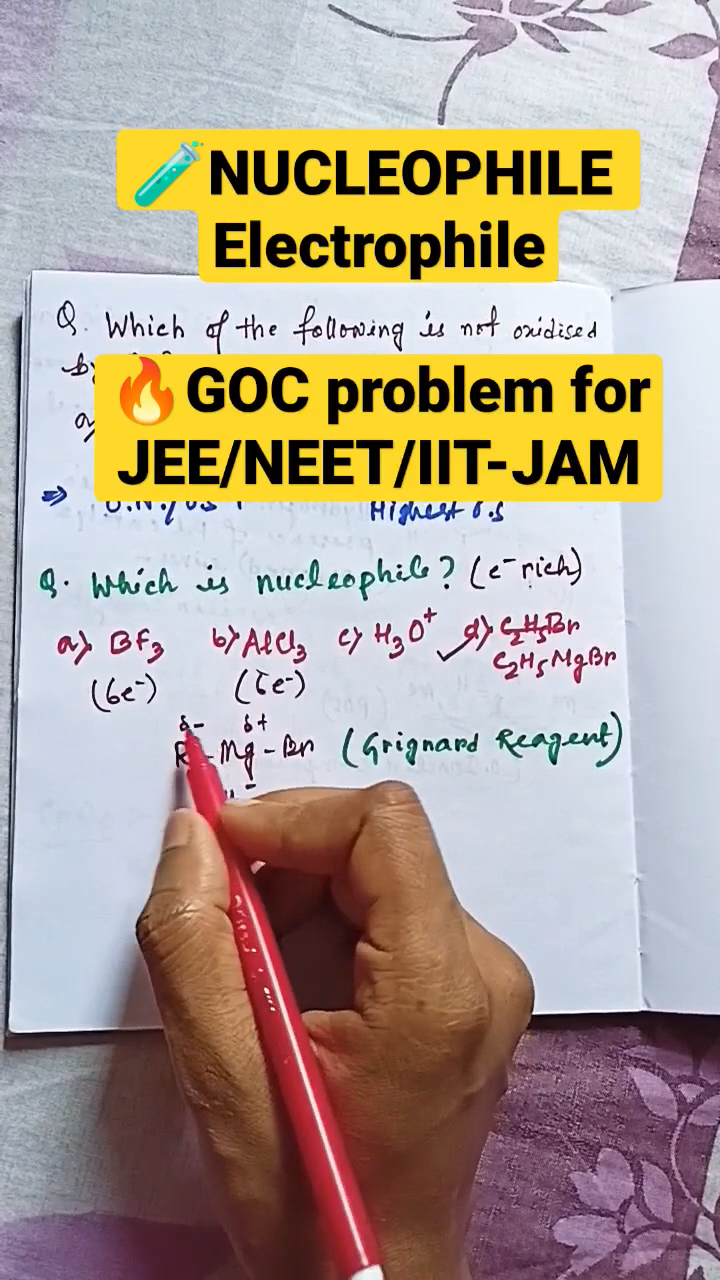 🧪NUCLEOPHILE
Electrophile
Q. Which of the following is not oxidised
🔥GOC problem for
JEE/NEET/IIT-JAM
⇒ Highest O.S
Q. Which is nucleophile? (e⁻ rich)
a) BF₃ b) AlCl₃ c) H₃O⁺ ✓d) C₂H₅Br
C₂H₅MgBr
(6e⁻) (6e⁻)
δ- δ+
R-Mg-Br (Grignard Reagent)